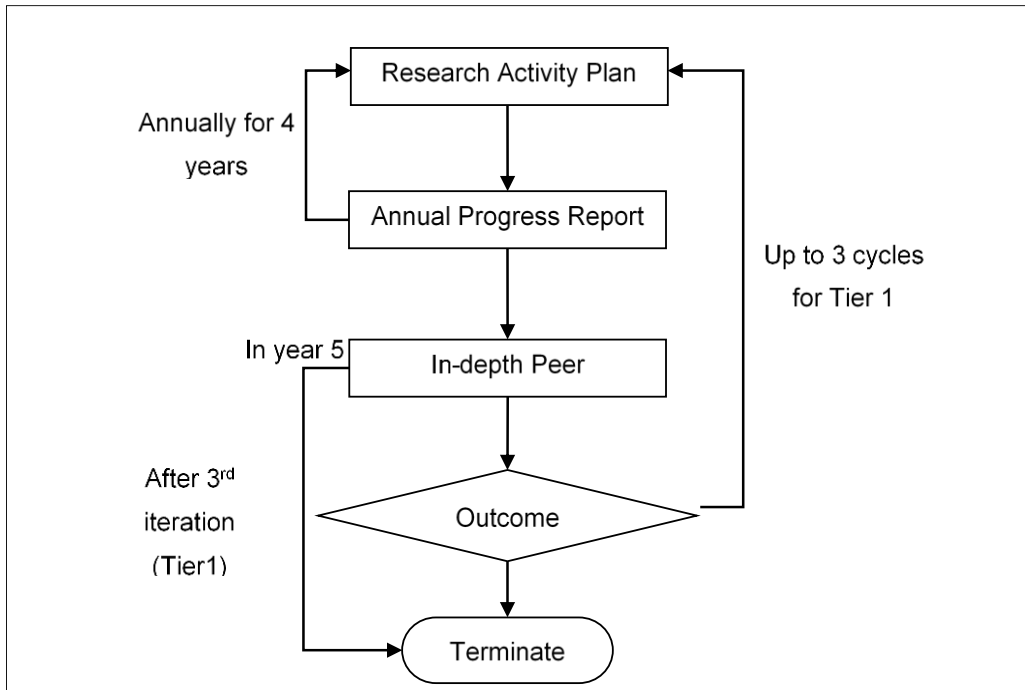 Research Activity Plan
Annually for 4
years
Annual Progress Report
Up to 3 cycles
for Tier 1
In year 5
In-depth Peer
After 3rd
iteration
(Tier1)
Outcome
Terminate